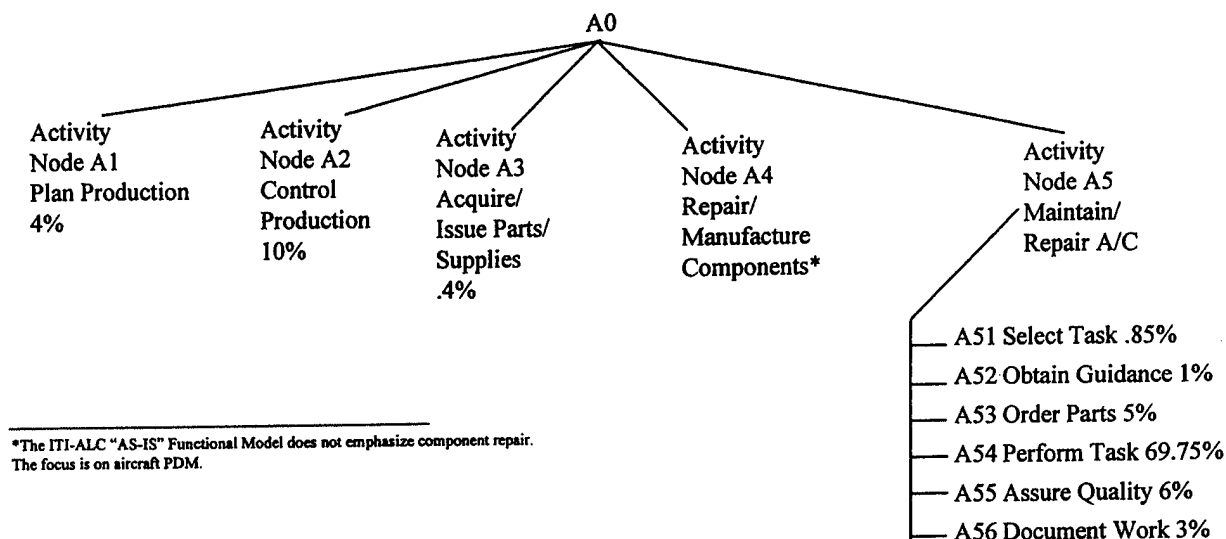 A0
Activity
Node A1
Plan Production
4%
Activity
Node A2
Control
Production
10%
Activity
Node A3
Acquire/
Issue Parts/
Supplies
.4%
Activity
Node A4
Repair/
Manufacture
Components*
Activity
Node A5
Maintain/
Repair A/C
A51 Select Task .85%
A52 Obtain Guidance 1%
A53 Order Parts 5%
A54 Perform Task 69.75%
A55 Assure Quality 6%
A56 Document Work 3%
*The ITI-ALC “AS-IS” Functional Model does not emphasize component repair.
The focus is on aircraft PDM.